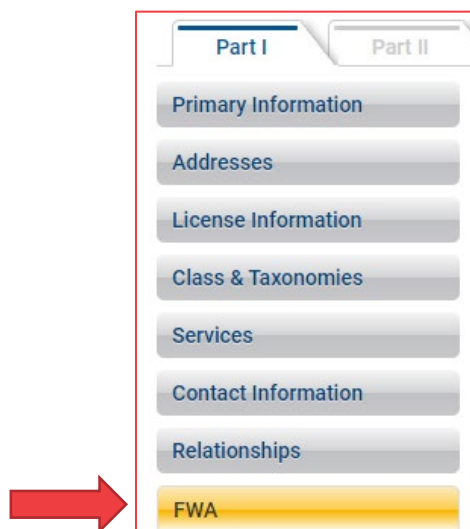 Part I
Part II
Primary Information
Addresses
License Information
Class & Taxonomies
Services
Contact Information
Relationships
FWA